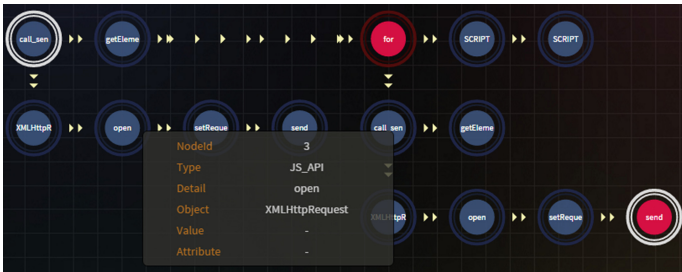 call_sen getEleme for SCRIPT SCRIPT
XMLHttpR open setReque send call_sen getEleme
NodeId 3
Type JS_API
Detail open
Object XMLHttpRequest
Value -
Attribute -
XMLHttpR open setReque send